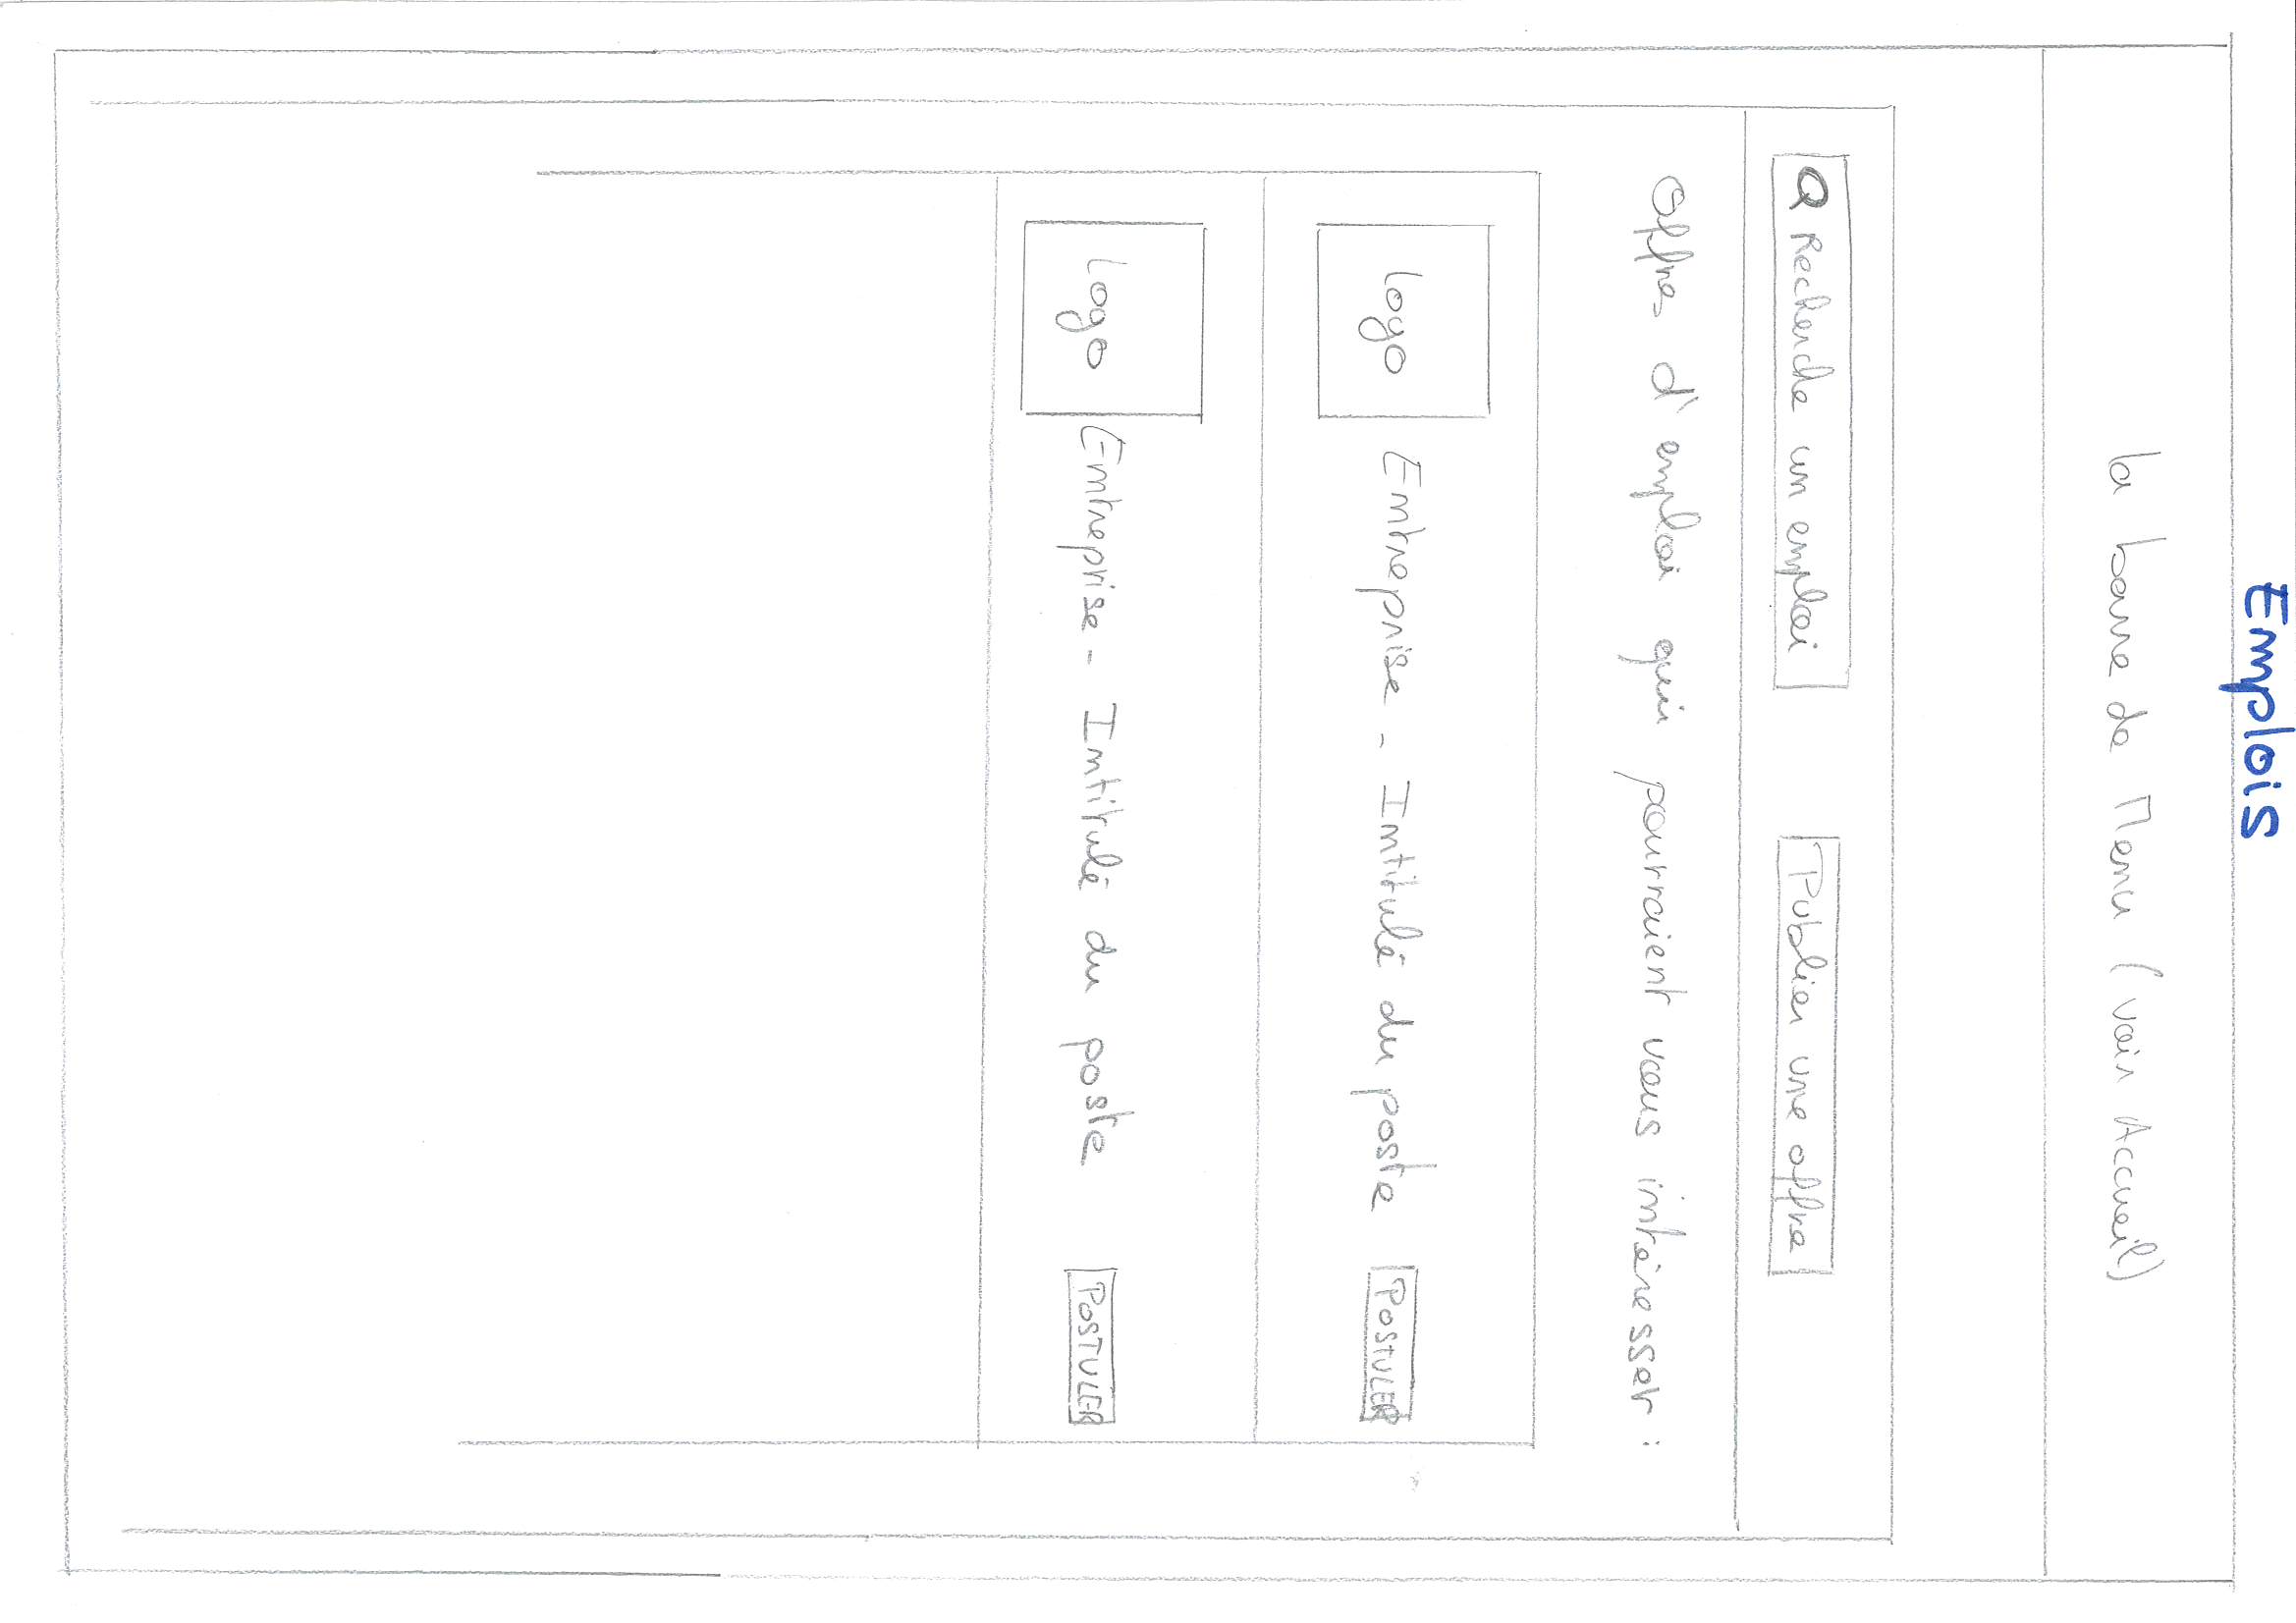 Emplois
la barre de Menu (voir Accueil)
Recherche un emploi
Publier une offre
Offres d'emploi qui pourraient vous intéresser :
logo
Entreprise - Intitulé du poste
POSTULER
Logo
Entreprise - Intitulé du poste
POSTULER